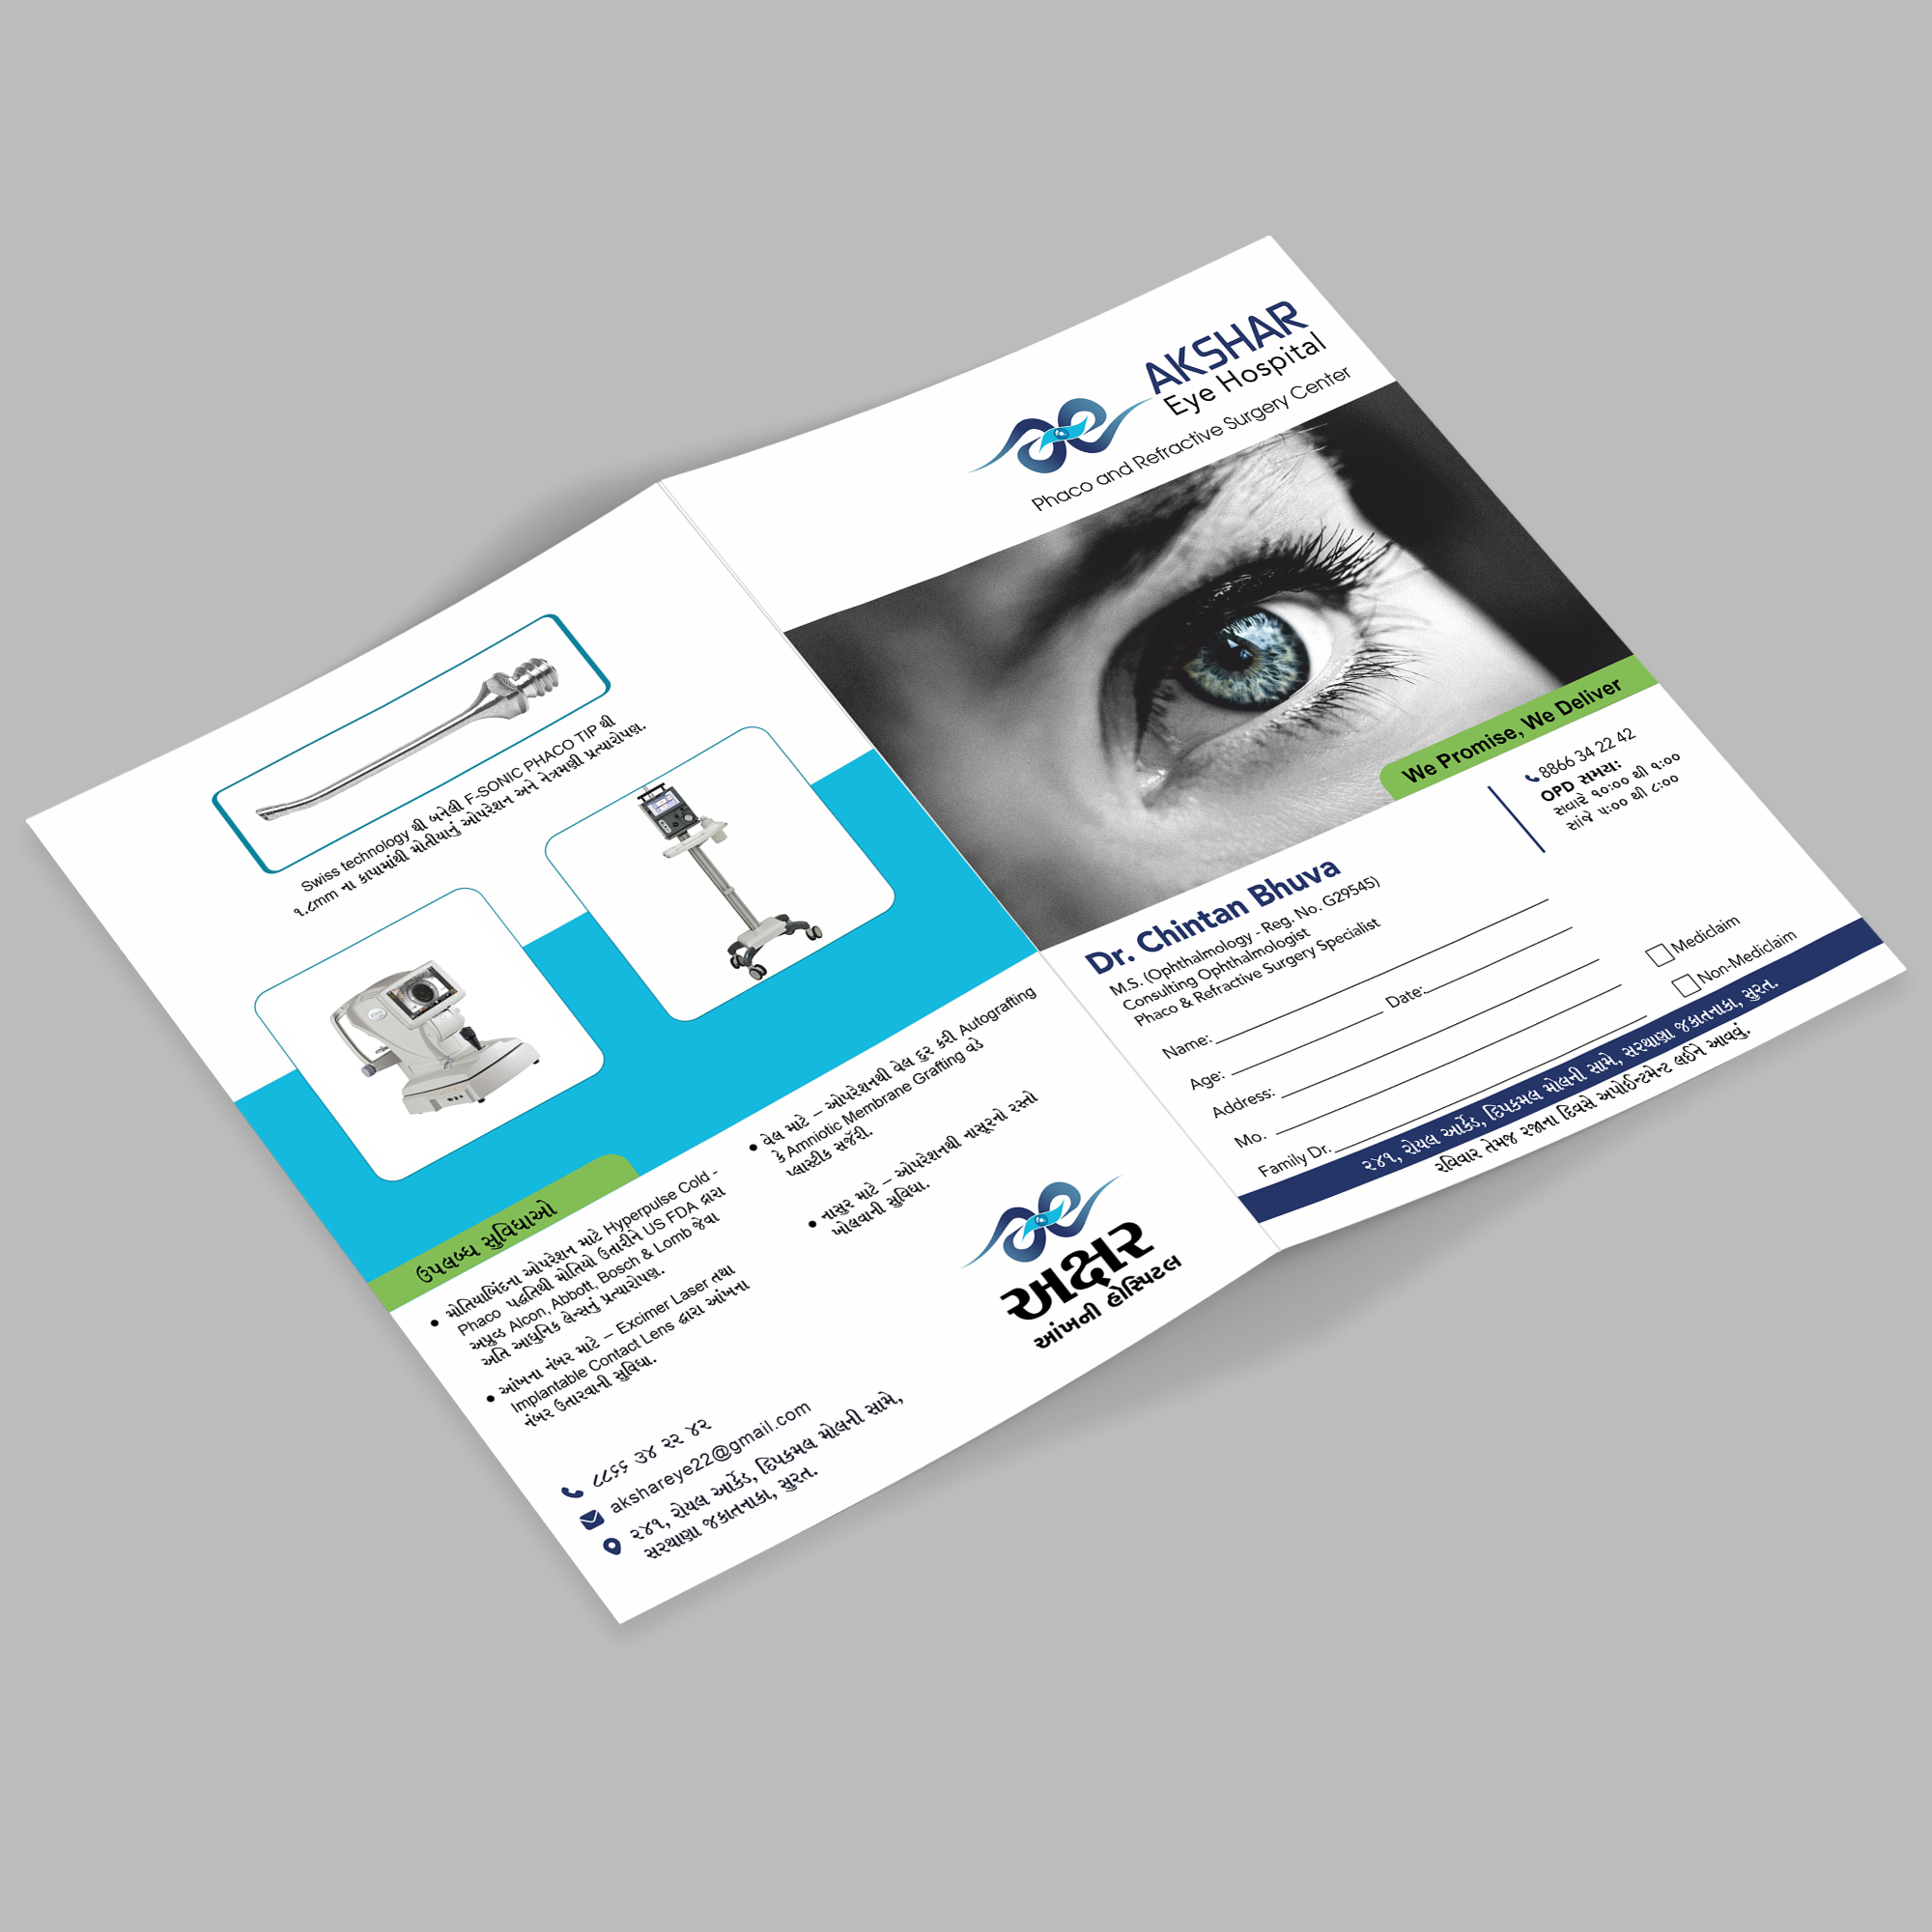 AKSHAR
Eye Hospital
Phaco and Refractive Surgery Center
We Promise, We Deliver
Dr. Chintan Bhuva
M.S. (Ophthalmology - Reg. No. G29545)
Consulting Ophthalmologist
Phaco & Refractive Surgery Specialist
8866 34 22 42
OPD સમય:
સવારે ૧૦:૦૦ થી ૧:૦૦
સાંજે ૫:૦૦ થી ૮:૦૦
Name:
Age: Date:
Address:
Mo.
Family Dr.
Mediclaim
Non-Mediclaim
૨૪૧, રોયલ આર્કેડ, દિપકમલ મોલની સામે, સરથાણા જકાતનાકા, સુરત.
રવિવાર તેમજ રજાના દિવસે અપોઈન્ટમેન્ટ લઈને આવવું.
Swiss technology થી બનેલી F-SONIC PHACO TIP થી
૧.૮mm ના કાપામાંથી મોતીયાનું ઓપરેશન અને નેત્રમણી પ્રત્યારોપણ.
ઉપલબ્ધ સુવિધાઓ
• મોતિયાબિંદના ઓપરેશન માટે Hyperpulse Cold -
Phaco પદ્ધતિથી મોતિયો ઉતારીને US FDA દ્વારા
અપ્રુવ્ડ Alcon, Abbott, Bosch & Lomb જેવા
અતિ આધુનિક લેન્સનું પ્રત્યારોપણ.
• આંખના નંબર માટે – Excimer Laser તથા
Implantable Contact Lens દ્વારા આંખના
નંબર ઉતારવાની સુવિધા.
• વેલ માટે – ઓપરેશનથી વેલ દુર કરી Autografting
કે Amniotic Membrane Grafting વડે
પ્લાસ્ટીક સર્જરી.
• નાસુર માટે – ઓપરેશનથી નાસૂરનો રસ્તો
ખોલવાની સુવિધા.
અક્ષર
આંખની હોસ્પિટલ
૮૮૬૬ ૩૪ ૨૨ ૪૨
akshareye22@gmail.com
૨૪૧, રોયલ આર્કેડ, દિપકમલ મોલની સામે,
સરથાણા જકાતનાકા, સુરત.